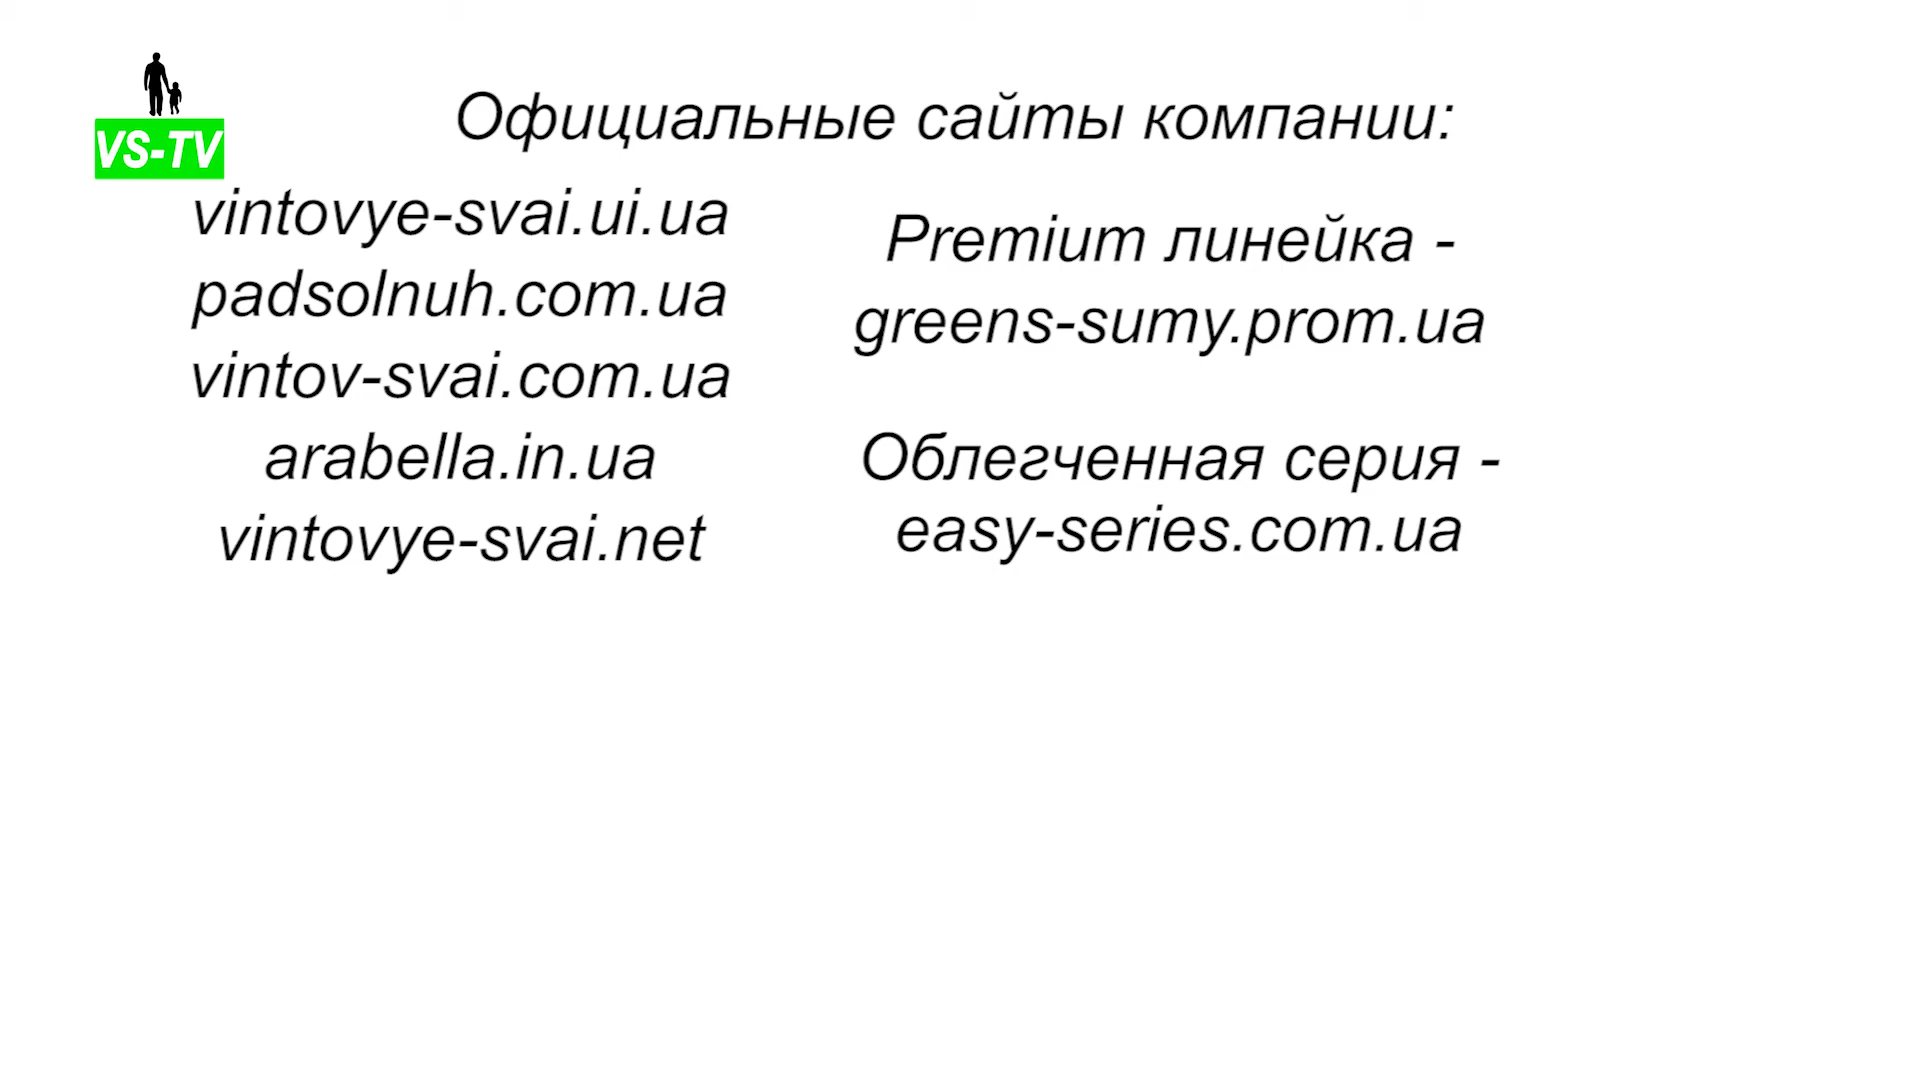 VS-TV
Официальные сайты компании:
vintovye-svai.ui.ua
padsolnuh.com.ua
vintov-svai.com.ua
arabella.in.ua
vintovye-svai.net
Premium линейка -
greens-sumy.prom.ua
Облегченная серия -
easy-series.com.ua